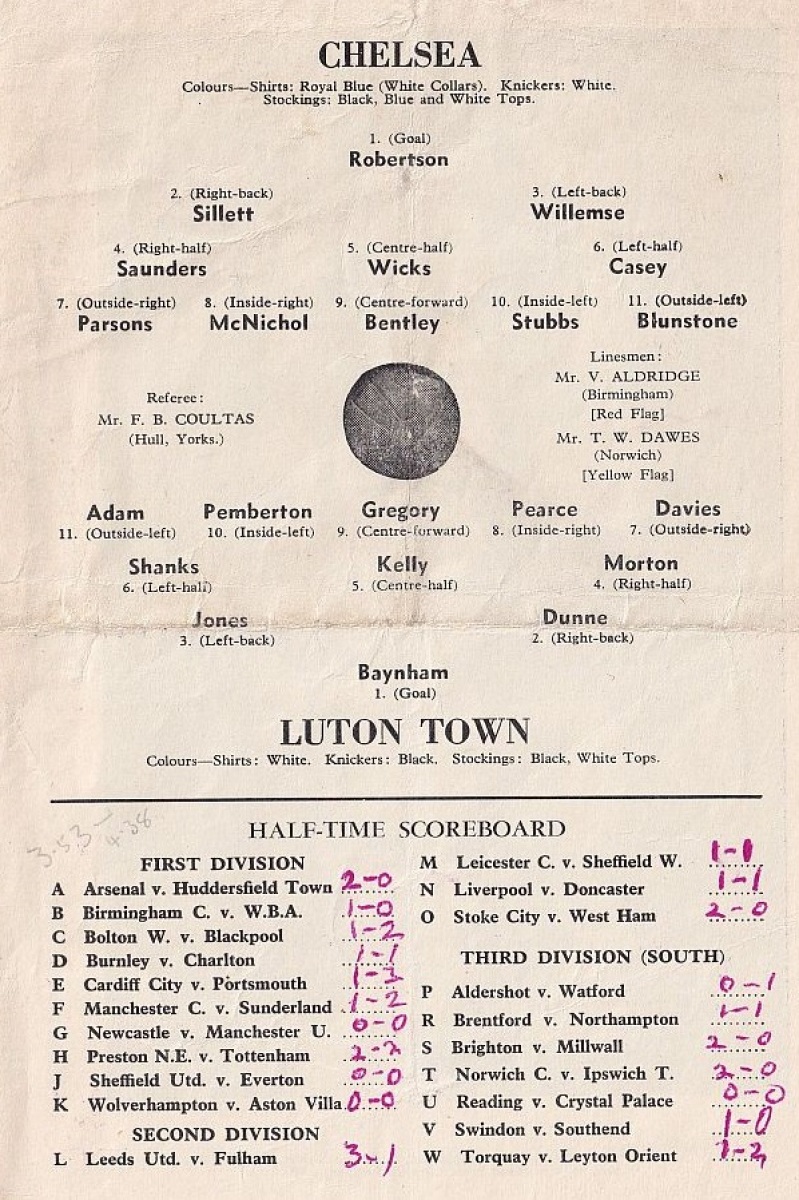 CHELSEA
Colours—Shirts: Royal Blue (White Collars). Knickers: White.
Stockings: Black, Blue and White Tops.
1. (Goal)
Robertson
2. (Right-back) 3. (Left-back)
Sillett Willemse
4. (Right-half) 5. (Centre-half) 6. (Left-half)
Saunders Wicks Casey
7. (Outside-right) 8. (Inside-right) 9. (Centre-forward) 10. (Inside-left) 11. (Outside-left)
Parsons McNichol Bentley Stubbs Blunstone
Referee:
Mr. F. B. COULTAS
(Hull, Yorks.)
Linesmen:
Mr. V. ALDRIDGE
(Birmingham)
[Red Flag]
Mr. T. W. DAWES
(Norwich)
[Yellow Flag]
Adam Pemberton Gregory Pearce Davies
11. (Outside-left) 10. (Inside-left) 9. (Centre-forward) 8. (Inside-right) 7. (Outside-right)
Shanks Kelly Morton
6. (Left-half) 5. (Centre-half) 4. (Right-half)
Jones Dunne
3. (Left-back) 2. (Right-back)
Baynham
1. (Goal)
LUTON TOWN
Colours—Shirts: White. Knickers: Black. Stockings: Black, White Tops.
3.53 – 4.38
HALF-TIME SCOREBOARD
FIRST DIVISION
A Arsenal v. Huddersfield Town 2-0
B Birmingham C. v. W.B.A. 1-0
C Bolton W. v. Blackpool 1-2
D Burnley v. Charlton 1-1
E Cardiff City v. Portsmouth
F Manchester C. v. Sunderland 1-2
G Newcastle v. Manchester U. 0-0
H Preston N.E. v. Tottenham 2-2
J Sheffield Utd. v. Everton 0-0
K Wolverhampton v. Aston Villa 0-0
SECOND DIVISION
L Leeds Utd. v. Fulham 3-1
M Leicester C. v. Sheffield W. 1-1
N Liverpool v. Doncaster 1-1
O Stoke City v. West Ham 2-0
THIRD DIVISION (SOUTH)
P Aldershot v. Watford 0-1
R Brentford v. Northampton 1-1
S Brighton v. Millwall 2-0
T Norwich C. v. Ipswich T. 2-0
U Reading v. Crystal Palace 0-0
V Swindon v. Southend 1-0
W Torquay v. Leyton Orient